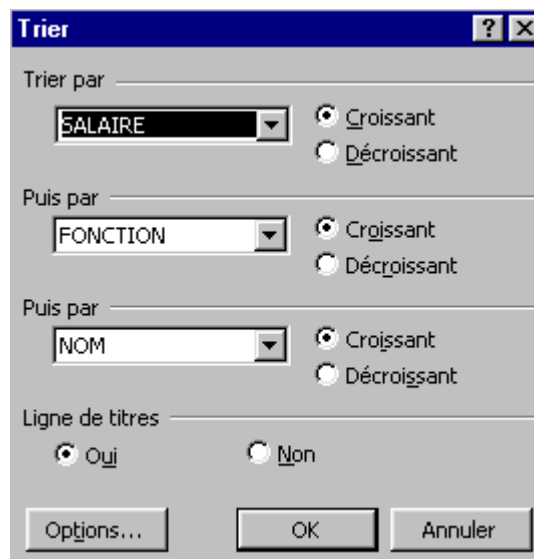 Trier
Trier par
SALAIRE
Croissant
Décroissant
Puis par
FONCTION
Croissant
Décroissant
Puis par
NOM
Croissant
Décroissant
Ligne de titres
Oui Non
Options... OK Annuler